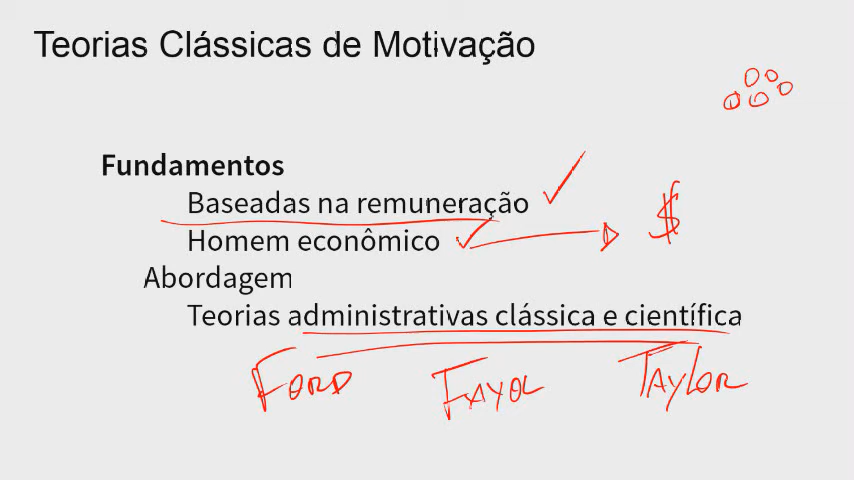 Teorias Clássicas de Motivação
Fundamentos
Baseadas na remuneração
Homem econômico
$
Abordagem
Teorias administrativas clássica e científica
FORD FAYOL TAYLOR